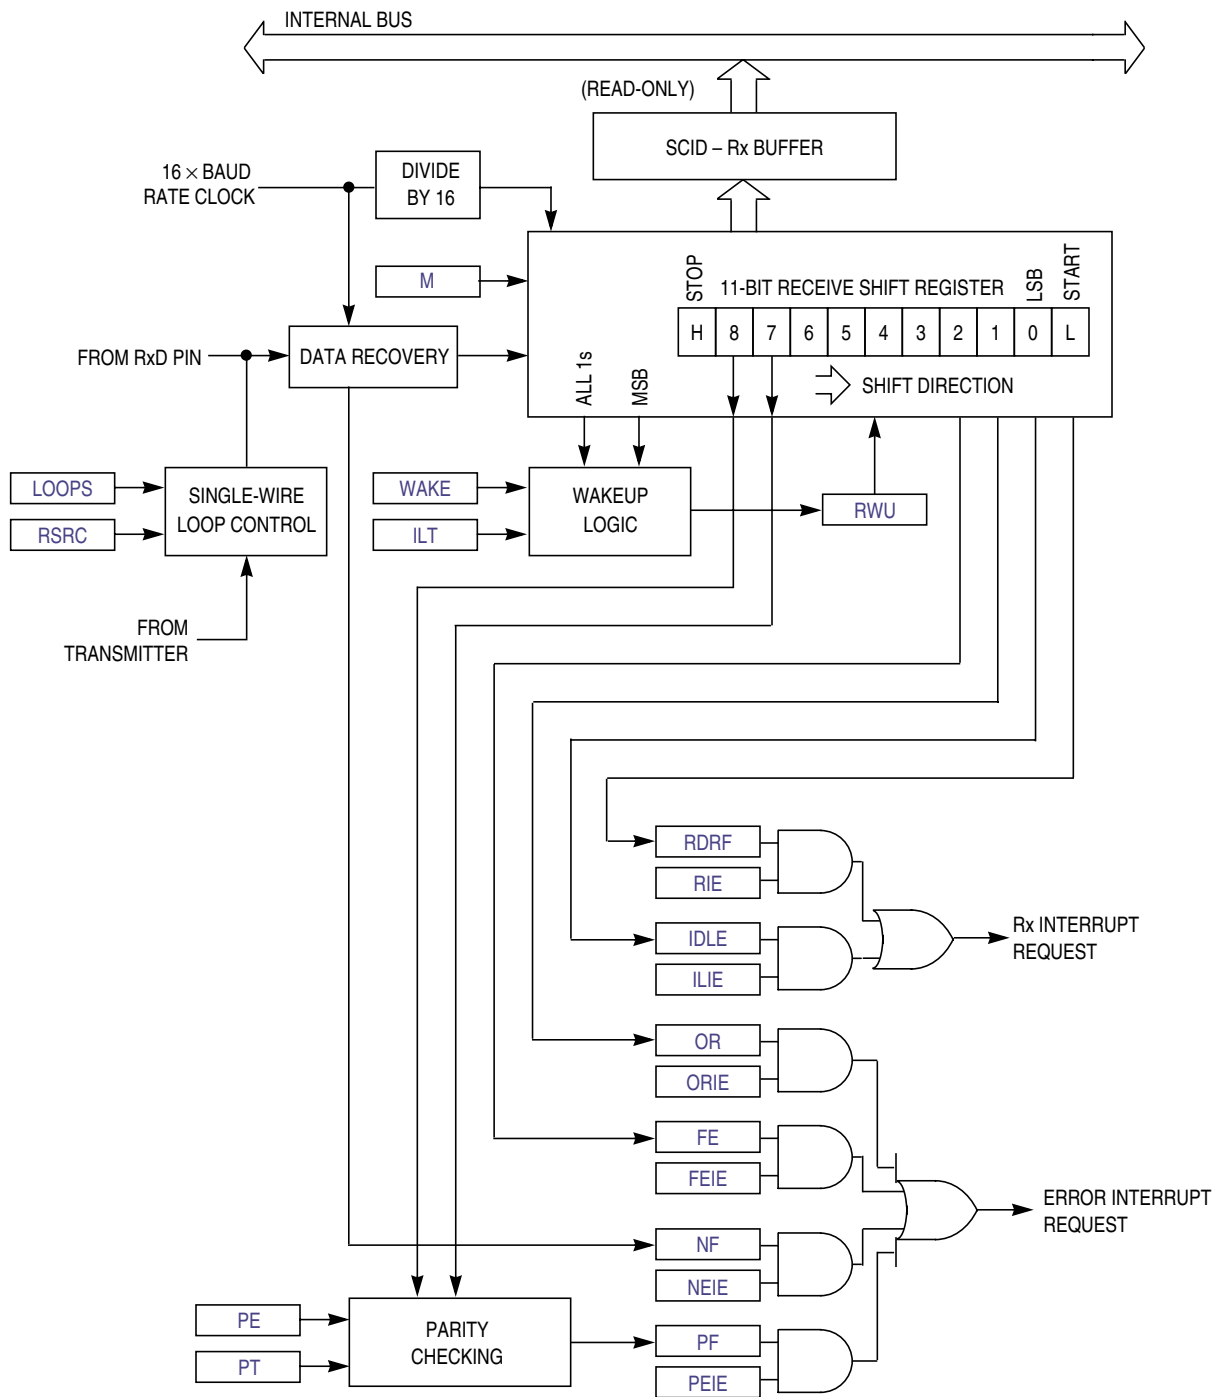 INTERNAL BUS
(READ-ONLY)
SCID – Rx BUFFER
16 × BAUD
RATE CLOCK
DIVIDE
BY 16
M
STOP
11-BIT RECEIVE SHIFT REGISTER
LSB
START
H 8 7 6 5 4 3 2 1 0 L
FROM RxD PIN
DATA RECOVERY
ALL 1s
MSB
SHIFT DIRECTION
LOOPS
RSRC
SINGLE-WIRE
LOOP CONTROL
WAKE
ILT
WAKEUP
LOGIC
RWU
FROM
TRANSMITTER
RDRF
RIE
IDLE
ILIE
Rx INTERRUPT
REQUEST
OR
ORIE
FE
FEIE
ERROR INTERRUPT
REQUEST
NF
NEIE
PE
PT
PARITY
CHECKING
PF
PEIE